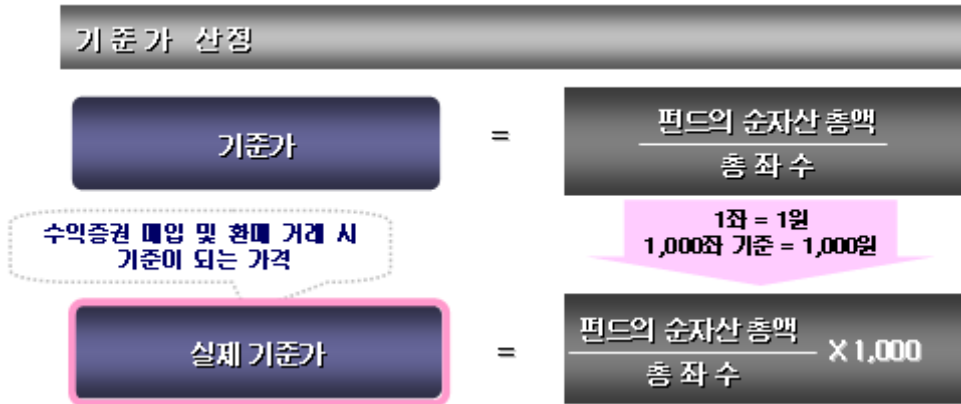 기준가 산정
기준가
=
펀드의 순자산 총액
총 좌 수
수익증권 매입 및 환매 거래 시
기준이 되는 가격
1좌 = 1원
1,000좌 기준 = 1,000원
실제 기준가
=
펀드의 순자산 총액
총 좌 수
X 1,000